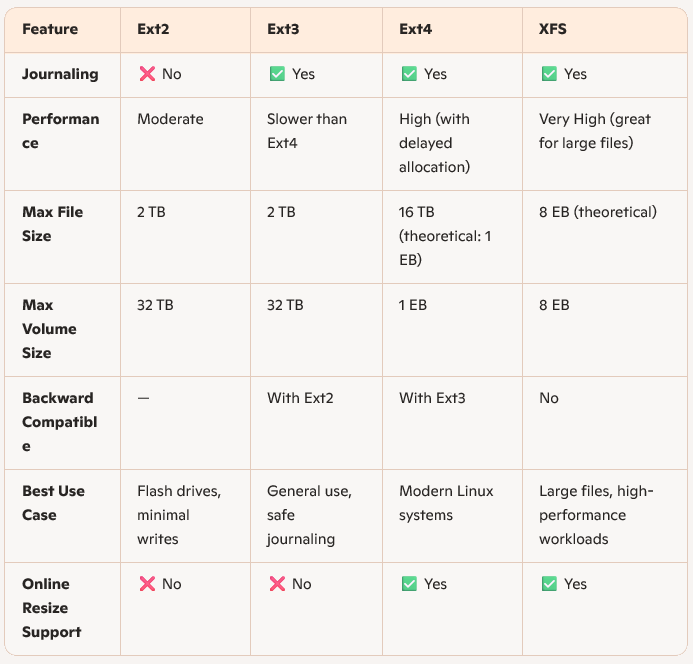 Feature Ext2 Ext3 Ext4 XFS
Journaling ❌ No ✅ Yes ✅ Yes ✅ Yes
Performan Moderate Slower than High (with Very High (great
ce Ext4 delayed for large files)
allocation)
Max File 2 TB 2 TB 16 TB 8 EB (theoretical)
Size (theoretical: 1
EB)
Max 32 TB 32 TB 1 EB 8 EB
Volume
Size
Backward — With Ext2 With Ext3 No
Compatibl
e
Best Use Flash drives, General use, Modern Linux Large files, high-
Case minimal safe systems performance
writes journaling workloads
Online ❌ No ❌ No ✅ Yes ✅ Yes
Resize
Support